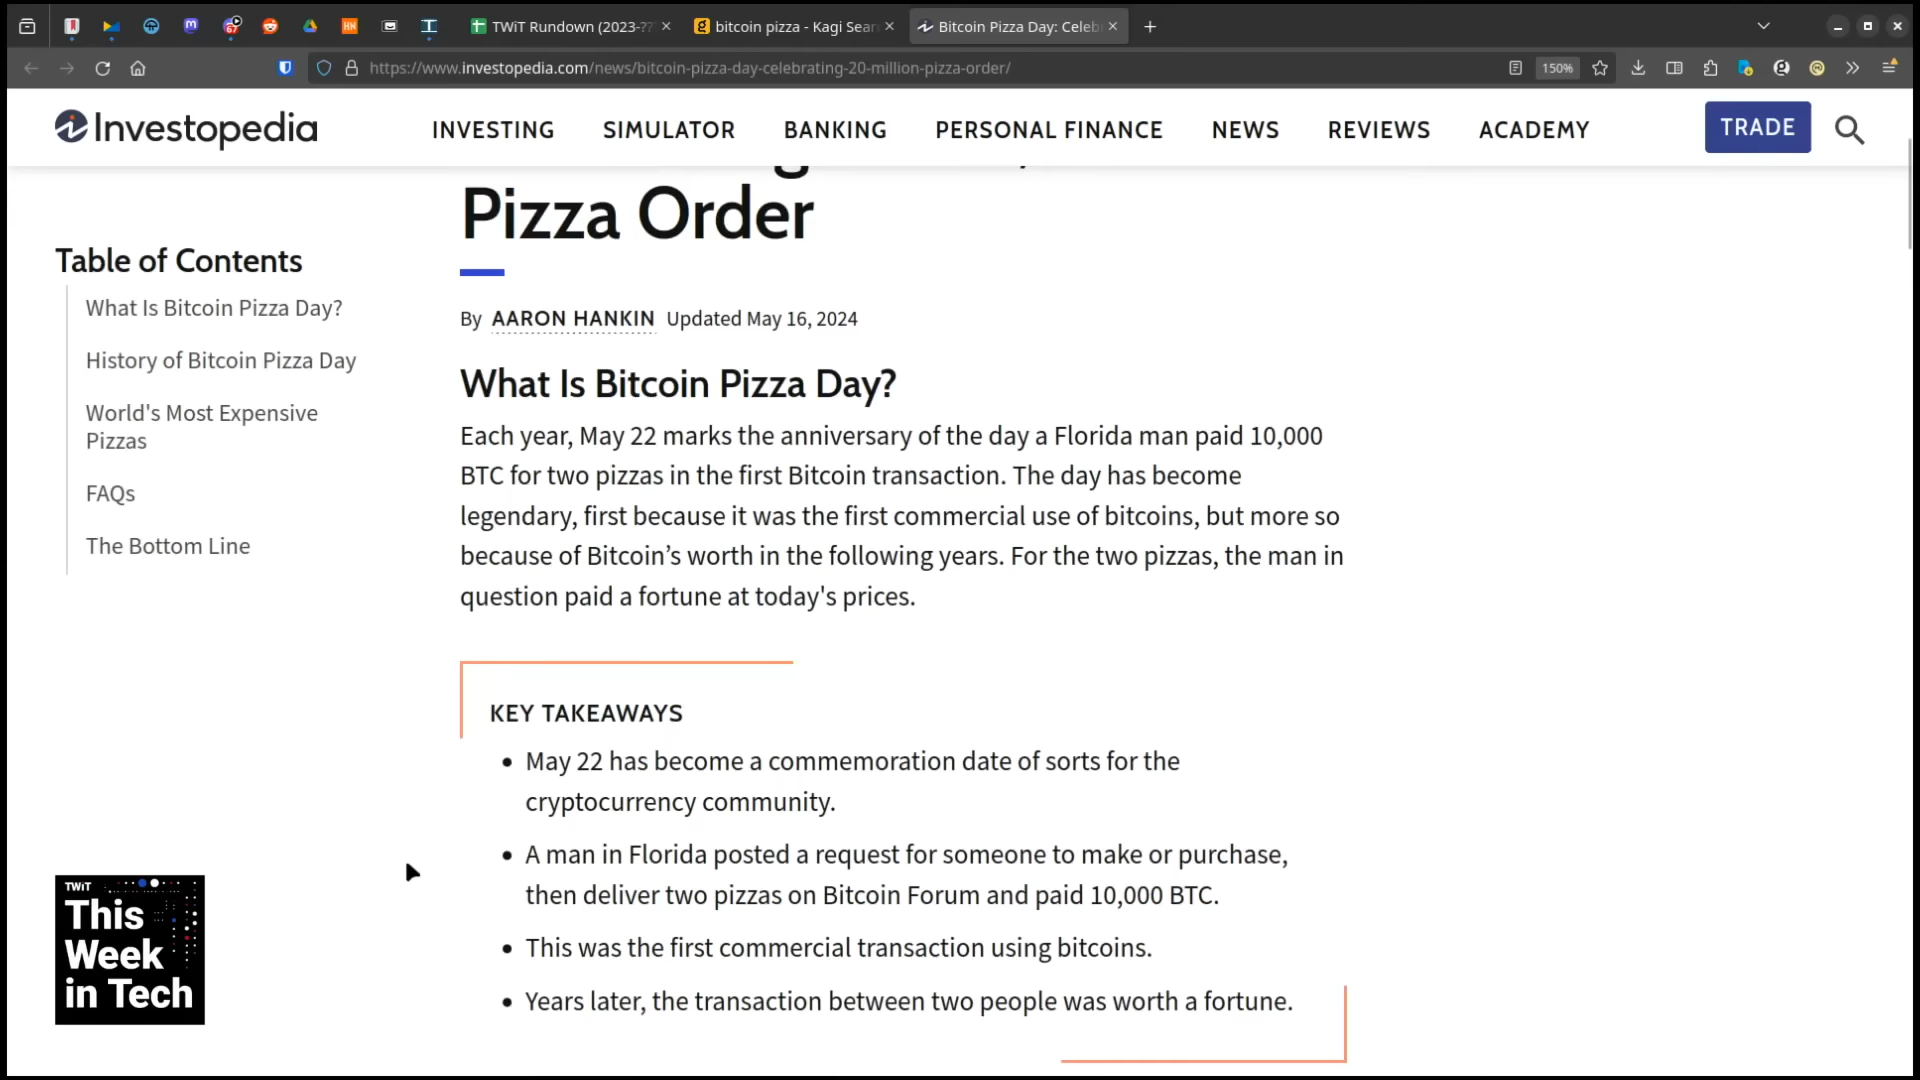 67
HN
TWiT Rundown (2023-??
bitcoin pizza - Kagi Sear
Bitcoin Pizza Day: Celeb
https://www.investopedia.com/news/bitcoin-pizza-day-celebrating-20-million-pizza-order/
150%
Investopedia
INVESTING
SIMULATOR
BANKING
PERSONAL FINANCE
NEWS
REVIEWS
ACADEMY
TRADE
Pizza Order
Table of Contents
What Is Bitcoin Pizza Day?
History of Bitcoin Pizza Day
World's Most Expensive
Pizzas
FAQs
The Bottom Line
By AARON HANKIN Updated May 16, 2024
What Is Bitcoin Pizza Day?
Each year, May 22 marks the anniversary of the day a Florida man paid 10,000
BTC for two pizzas in the first Bitcoin transaction. The day has become
legendary, first because it was the first commercial use of bitcoins, but more so
because of Bitcoin’s worth in the following years. For the two pizzas, the man in
question paid a fortune at today's prices.
KEY TAKEAWAYS
• May 22 has become a commemoration date of sorts for the
cryptocurrency community.
• A man in Florida posted a request for someone to make or purchase,
then deliver two pizzas on Bitcoin Forum and paid 10,000 BTC.
• This was the first commercial transaction using bitcoins.
• Years later, the transaction between two people was worth a fortune.
TWiT
This
Week
in Tech